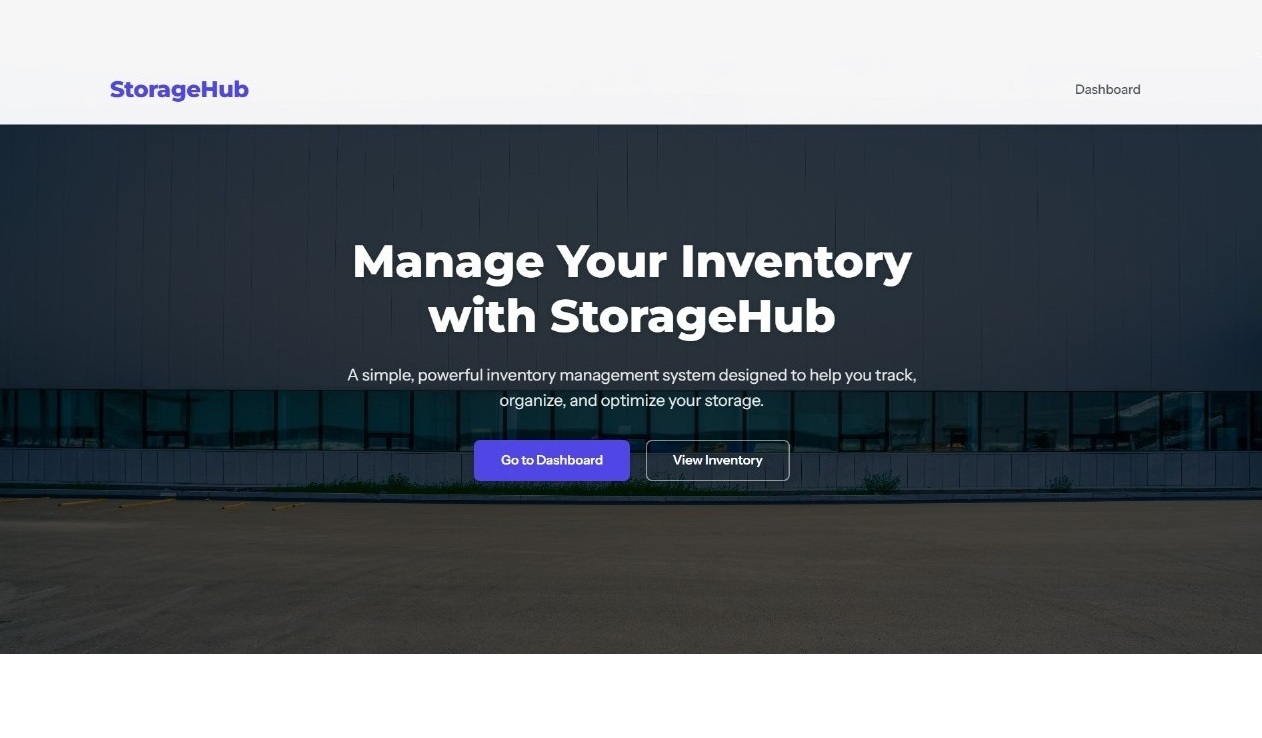 StorageHub
Dashboard
Manage Your Inventory
with StorageHub
A simple, powerful inventory management system designed to help you track,
organize, and optimize your storage.
Go to Dashboard
View Inventory